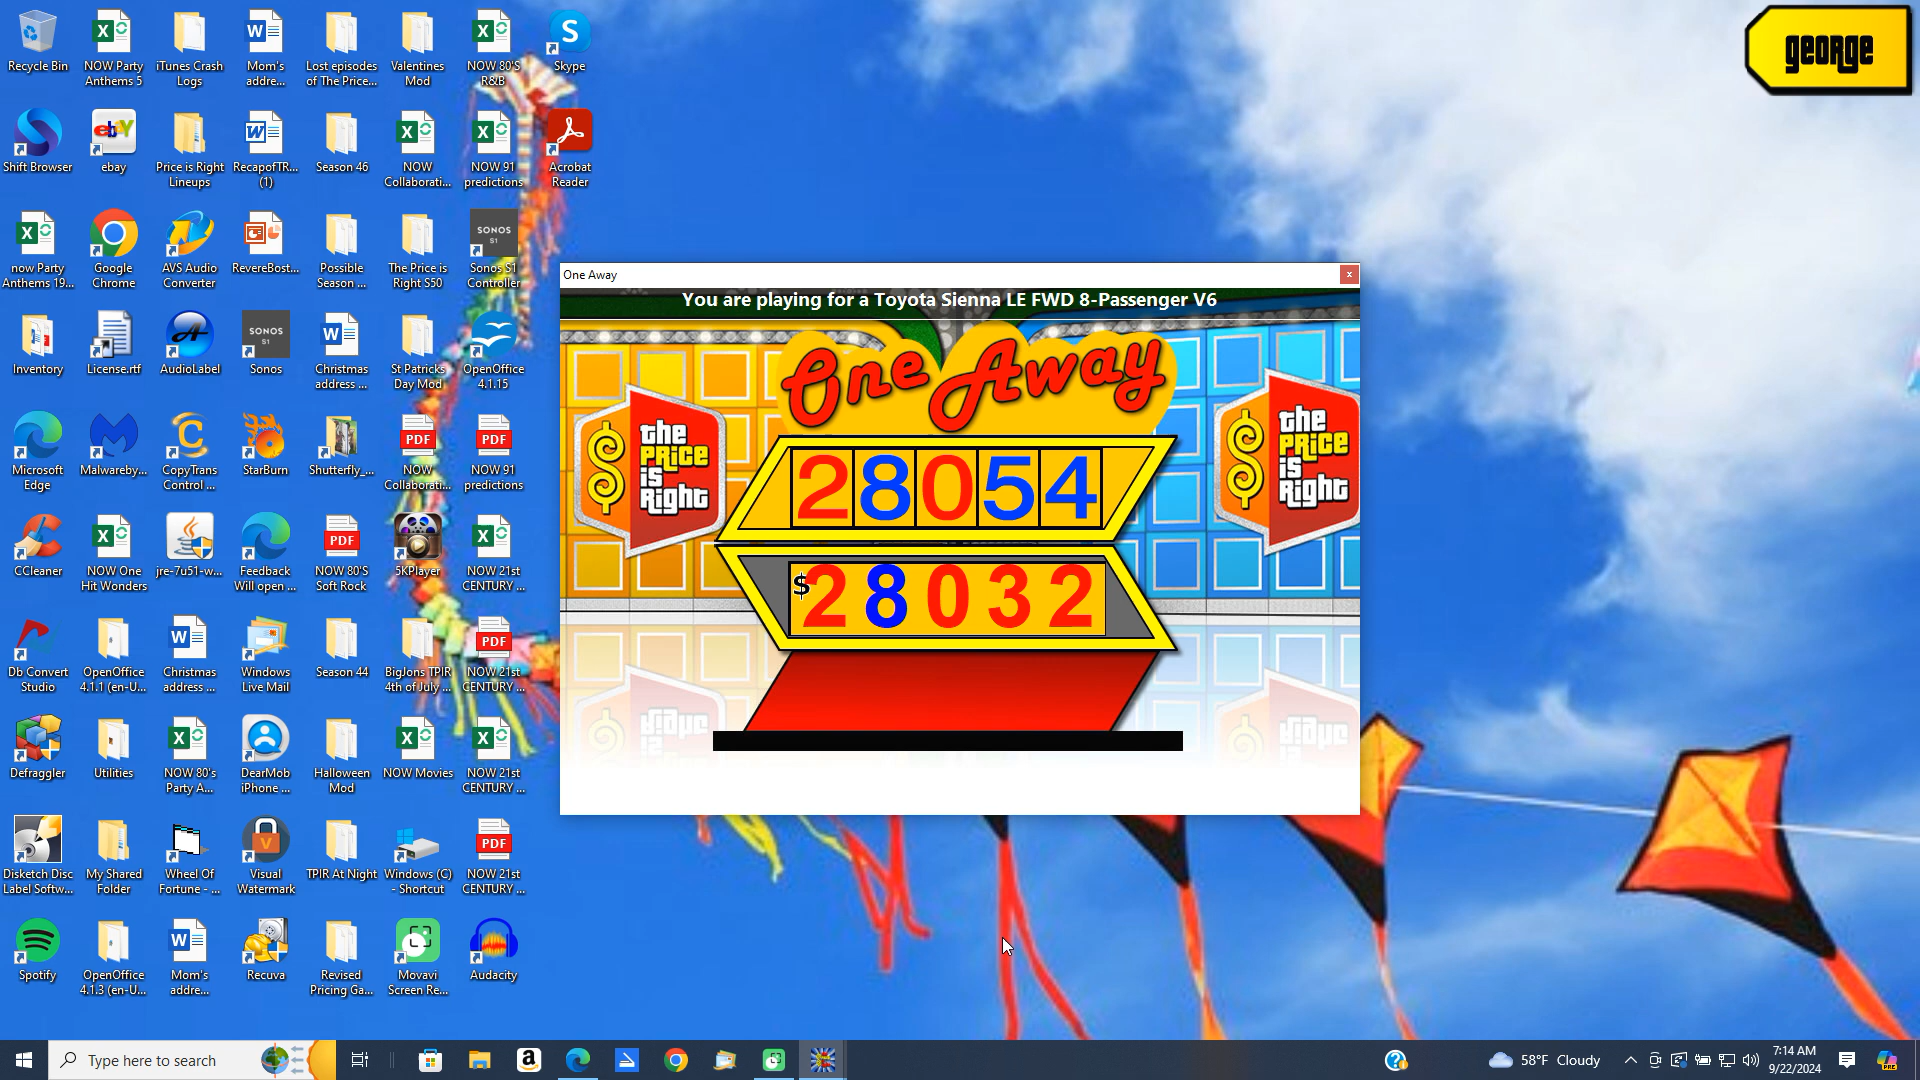 Recycle Bin
NOW Party
Anthems 5
iTunes Crash
Logs
Mom's
addre...
Lost episodes
of The Price...
Valentines
Mod
NOW 80'S
R&B
Skype
george
Shift Browser
ebay
ebay
Price is Right
Lineups
RecapofTR...
(1)
Season 46
NOW
Collaborati...
NOW 91
predictions
Acrobat
Reader
now Party
Anthems 19...
Google
Chrome
AVS Audio
Converter
RevereBost...
Possible
Season ...
The Price is
Right S50
SONOS
S1
Sonos S1
Controller
One Away
You are playing for a Toyota Sienna LE FWD 8-Passenger V6
One Away
the PRiCE is Right
the PRiCE is Right
28054
$28032
Inventory
License.rtf
AudioLabel
SONOS
Sonos
Christmas
address ...
St Patricks
Day Mod
OpenOffice
4.1.15
Microsoft
Edge
Malwareby...
CopyTrans
Control ...
StarBurn
Shutterfly_...
PDF
NOW
Collaborati...
PDF
NOW 91
predictions
CCleaner
NOW One
Hit Wonders
jre-7u51-w...
Feedback
Will open ...
PDF
NOW 80'S
Soft Rock
5KPlayer
NOW 21st
CENTURY ...
Db Convert
Studio
OpenOffice
4.1.1 (en-U...
Christmas
address ...
Windows
Live Mail
Season 44
BigJons TPIR
4th of July ...
PDF
NOW 21st
CENTURY ...
Defraggler
Utilities
NOW 80's
Party A...
DearMob
iPhone ...
Halloween
Mod
NOW Movies
NOW 21st
CENTURY ...
Disketch Disc
Label Softw...
My Shared
Folder
Wheel Of
Fortune - ...
Visual
Watermark
TPIR At Night
Windows (C)
- Shortcut
PDF
NOW 21st
CENTURY ...
Spotify
OpenOffice
4.1.3 (en-U...
Mom's
addre...
Recuva
Revised
Pricing Ga...
Movavi
Screen Re...
Audacity
Type here to search
58°F Cloudy
7:14 AM
9/22/2024